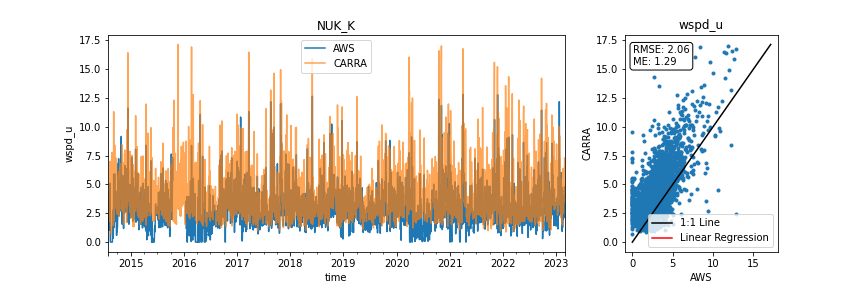 NUK_K
wspd_u
17.5
15.0
12.5
10.0
7.5
5.0
2.5
0.0
AWS
CARRA
2015
2016
2017
2018
2019
2020
2021
2022
2023
time
wspd_u
CARRA
17.5
15.0
12.5
10.0
7.5
5.0
2.5
0.0
RMSE: 2.06
ME: 1.29
1:1 Line
Linear Regression
0
5
10
15
AWS